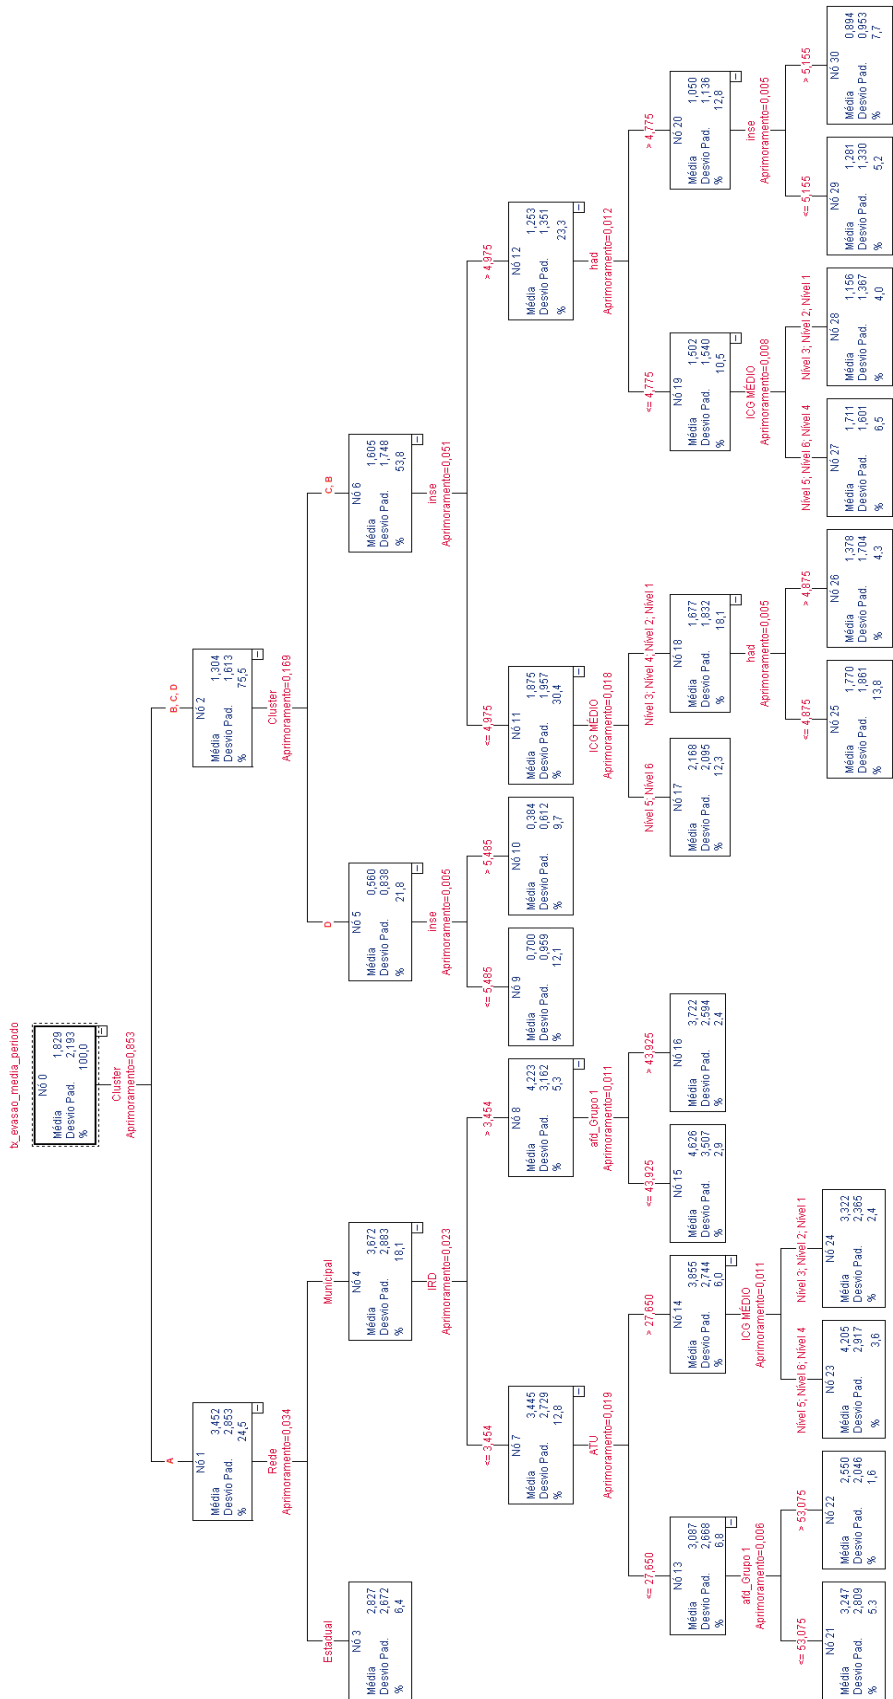 tx_evasao_media_periodo
Nó 0
Média 1,829
Desvio Pad. 2,193
% 100,0
Cluster
Aprimoramento=0,853
A
B, C, D
Nó 1
Média 3,452
Desvio Pad. 2,853
% 24,5
Rede
Aprimoramento=0,034
Nó 2
Média 1,304
Desvio Pad. 1,613
% 75,5
Cluster
Aprimoramento=0,169
Estadual
Municipal
D
C, B
Nó 3
Média 2,827
Desvio Pad. 2,672
% 6,4
Nó 4
Média 3,672
Desvio Pad. 2,883
% 18,1
IRD
Aprimoramento=0,023
Nó 5
Média 0,560
Desvio Pad. 0,838
% 21,8
inse
Aprimoramento=0,005
Nó 6
Média 1,605
Desvio Pad. 1,748
% 53,8
inse
Aprimoramento=0,051
<= 3,454
> 3,454
<= 5,485
> 5,485
<= 4,975
> 4,975
Nó 7
Média 3,445
Desvio Pad. 2,729
% 12,8
ATU
Aprimoramento=0,019
Nó 8
Média 4,223
Desvio Pad. 3,162
% 5,3
afd_Grupo 1
Aprimoramento=0,011
Nó 9
Média 0,700
Desvio Pad. 0,959
% 12,1
Nó 10
Média 0,384
Desvio Pad. 0,612
% 9,7
Nó 11
Média 1,875
Desvio Pad. 1,957
% 30,4
ICG MÉDIO
Aprimoramento=0,018
Nó 12
Média 1,253
Desvio Pad. 1,351
% 23,3
had
Aprimoramento=0,012
<= 27,650
> 27,650
<= 43,925
> 43,925
Nível 5; Nível 6
Nível 3; Nível 4; Nível 2; Nível 1
<= 4,775
> 4,775
Nó 13
Média 3,087
Desvio Pad. 2,668
% 6,8
afd_Grupo 1
Aprimoramento=0,006
Nó 14
Média 3,855
Desvio Pad. 2,744
% 6,0
ICG MÉDIO
Aprimoramento=0,011
Nó 15
Média 4,626
Desvio Pad. 3,507
% 2,9
Nó 16
Média 3,722
Desvio Pad. 2,594
% 2,4
Nó 17
Média 2,168
Desvio Pad. 2,095
% 12,3
Nó 18
Média 1,677
Desvio Pad. 1,832
% 18,1
had
Aprimoramento=0,005
Nó 19
Média 1,502
Desvio Pad. 1,540
% 10,5
ICG MÉDIO
Aprimoramento=0,008
Nó 20
Média 1,050
Desvio Pad. 1,136
% 12,8
inse
Aprimoramento=0,005
<= 53,075
> 53,075
Nível 5; Nível 6; Nível 4
Nível 3; Nível 2; Nível 1
<= 4,875
> 4,875
Nível 5; Nível 6; Nível 4
Nível 3; Nível 2; Nível 1
<= 5,155
> 5,155
Nó 21
Média 3,247
Desvio Pad. 2,809
% 5,3
Nó 22
Média 2,550
Desvio Pad. 2,046
% 1,6
Nó 23
Média 4,205
Desvio Pad. 2,917
% 3,6
Nó 24
Média 3,322
Desvio Pad. 2,365
% 2,4
Nó 25
Média 1,770
Desvio Pad. 1,861
% 13,8
Nó 26
Média 1,378
Desvio Pad. 1,704
% 4,3
Nó 27
Média 1,711
Desvio Pad. 1,601
% 6,5
Nó 28
Média 1,156
Desvio Pad. 1,367
% 4,0
Nó 29
Média 1,281
Desvio Pad. 1,330
% 5,2
Nó 30
Média 0,894
Desvio Pad. 0,953
% 7,7